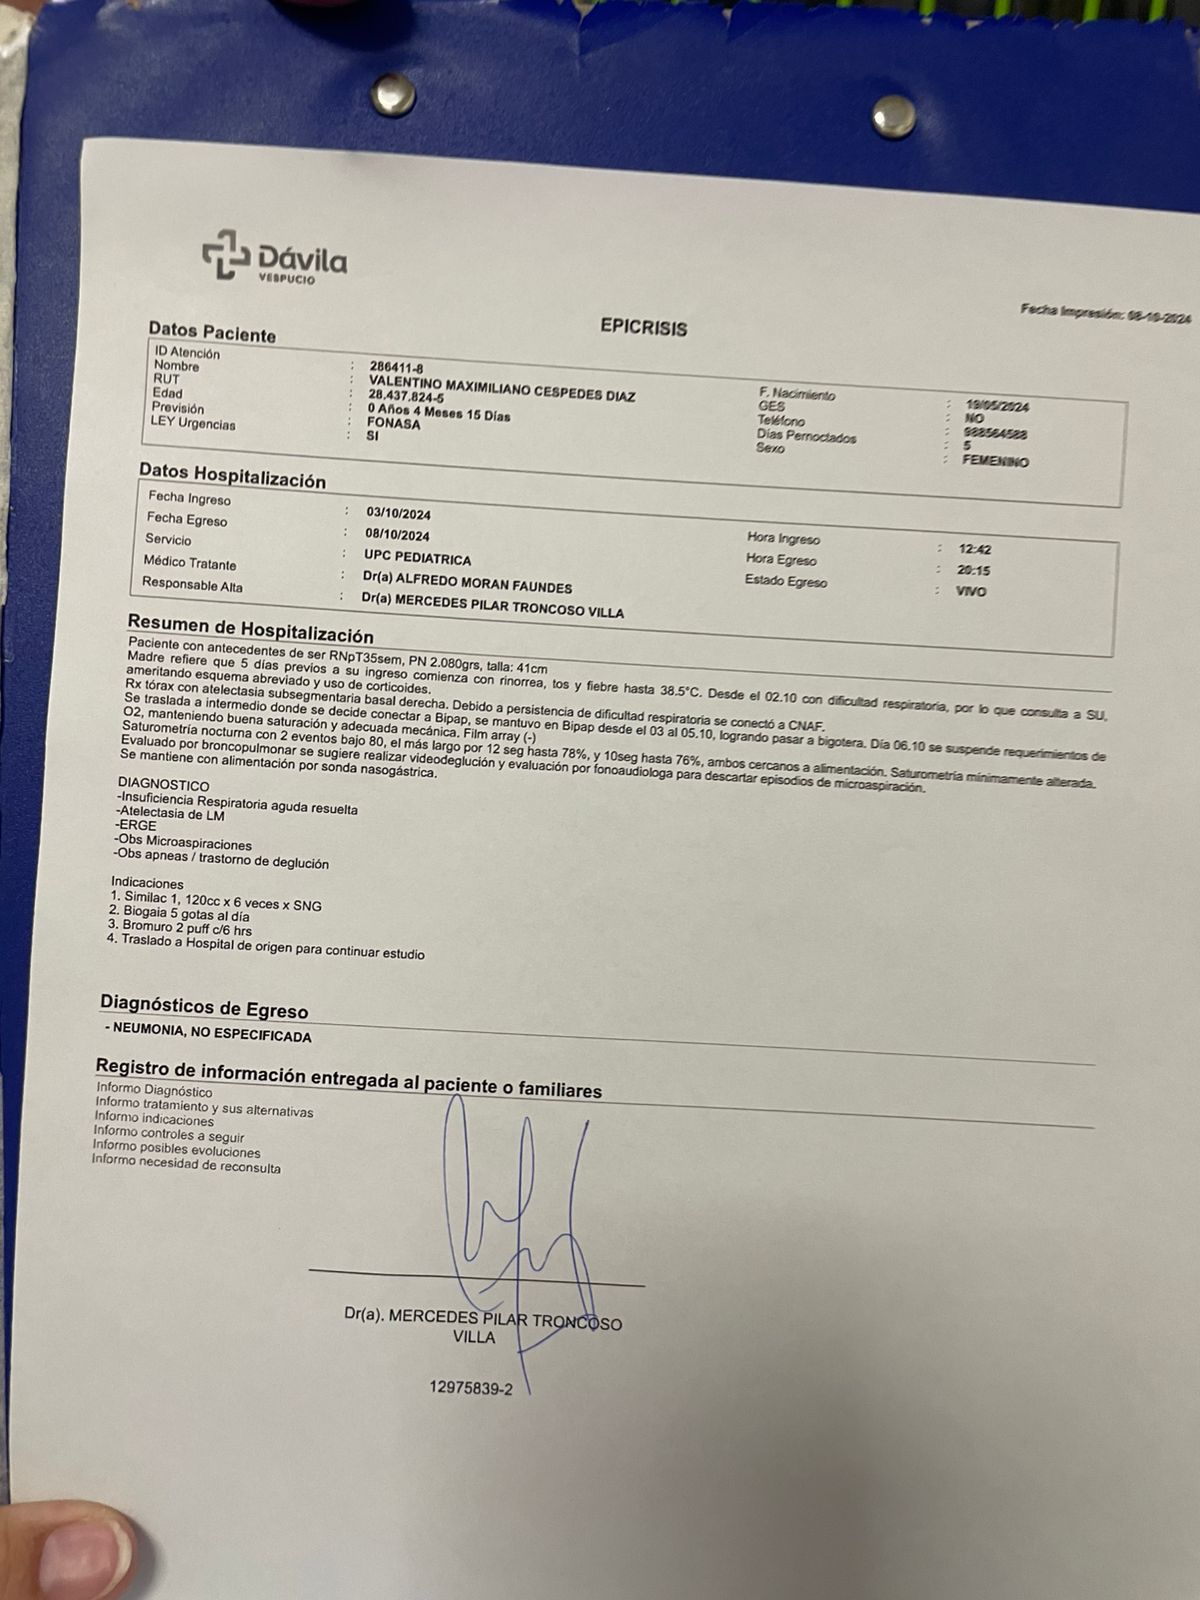 Dávila
VESPUCIO
Fecha Impresión: 08-10-2024
EPICRISIS
Datos Paciente
ID Atención : 286411-8
Nombre : VALENTINO MAXIMILIANO CESPEDES DIAZ
RUT : 28.437.824-5
Edad : 0 Años 4 Meses 15 Días
Previsión : FONASA
LEY Urgencias : SI
F. Nacimiento : 19/05/2024
GES : NO
Teléfono :
Días Pernoctados : 5
Sexo : FEMENINO
Datos Hospitalización
Fecha Ingreso : 03/10/2024
Fecha Egreso : 08/10/2024
Servicio : UPC PEDIATRICA
Médico Tratante : Dr(a) ALFREDO MORAN FAUNDES
Responsable Alta : Dr(a) MERCEDES PILAR TRONCOSO VILLA
Hora Ingreso : 12:42
Hora Egreso : 20:15
Estado Egreso : VIVO
Resumen de Hospitalización
Paciente con antecedentes de ser RNpT35sem, PN 2.080grs, talla: 41cm
Madre refiere que 5 días previos a su ingreso comienza con rinorrea, tos y fiebre hasta 38.5°C. Desde el 02.10 con dificultad respiratoria, por lo que consulta a SU,
ameritando esquema abreviado y uso de corticoides.
Rx tórax con atelectasia subsegmentaria basal derecha. Debido a persistencia de dificultad respiratoria se conectó a CNAF.
Se traslada a intermedio donde se decide conectar a Bipap, se mantuvo en Bipap desde el 03 al 05.10, logrando pasar a bigotera. Día 06.10 se suspende requerimientos de
O2, manteniendo buena saturación y adecuada mecánica. Film array (-)
Saturometría nocturna con 2 eventos bajo 80, el más largo por 12 seg hasta 78%, y 10seg hasta 76%, ambos cercanos a alimentación. Saturometría mínimamente alterada.
Evaluado por broncopulmonar se sugiere realizar videodeglución y evaluación por fonoaudiologa para descartar episodios de microaspiración.
Se mantiene con alimentación por sonda nasogástrica.
DIAGNOSTICO
-Insuficiencia Respiratoria aguda resuelta
-Atelectasia de LM
-ERGE
-Obs Microaspiraciones
-Obs apneas / trastorno de deglución
Indicaciones
1. Similac 1, 120cc x 6 veces x SNG
2. Biogaia 5 gotas al día
3. Bromuro 2 puff c/6 hrs
4. Traslado a Hospital de origen para continuar estudio
Diagnósticos de Egreso
- NEUMONIA, NO ESPECIFICADA
Registro de información entregada al paciente o familiares
Informo Diagnóstico
Informo tratamiento y sus alternativas
Informo indicaciones
Informo controles a seguir
Informo posibles evoluciones
Informo necesidad de reconsulta
Dr(a). MERCEDES PILAR TRONCOSO
VILLA
12975839-2